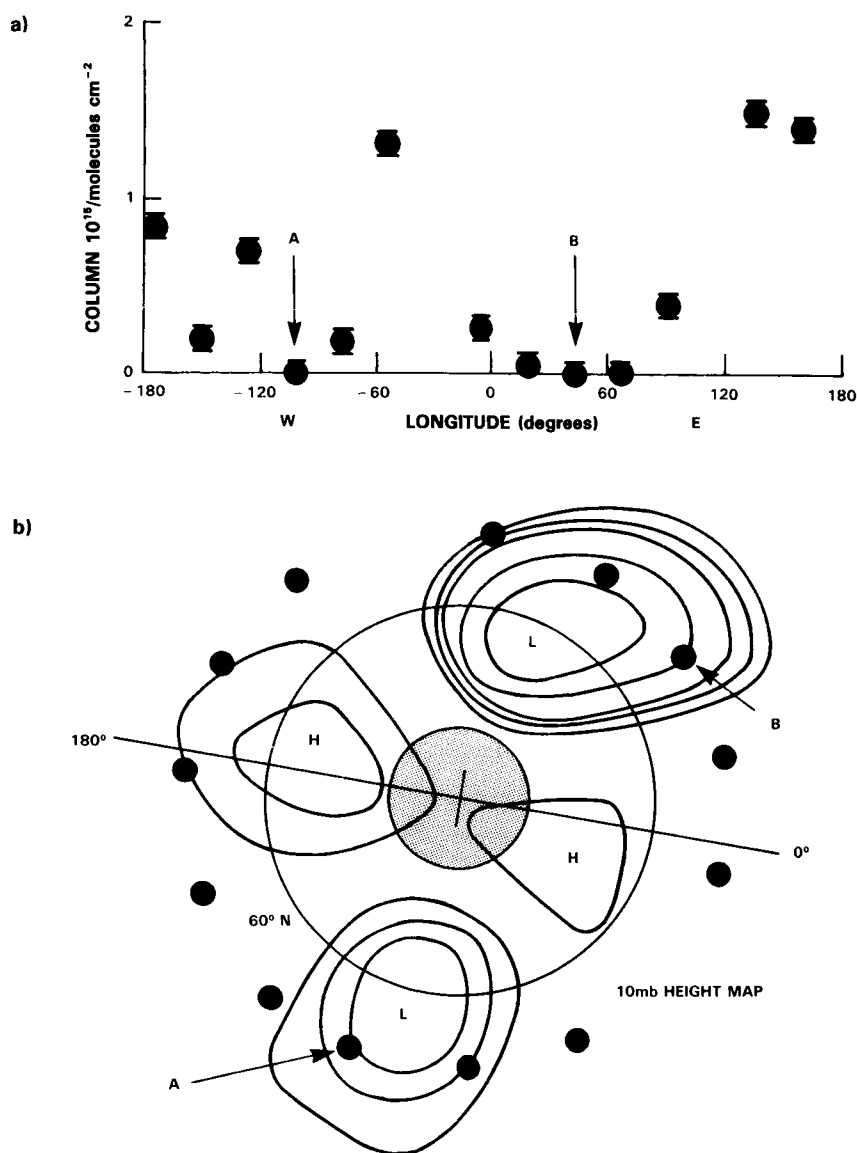 a)
2
1
0
COLUMN 10¹⁵/molecules cm⁻²
A
B
-180
-120
-60
0
60
120
180
W
LONGITUDE (degrees)
E
b)
L
B
H
180°
0°
H
60° N
10mb HEIGHT MAP
L
A